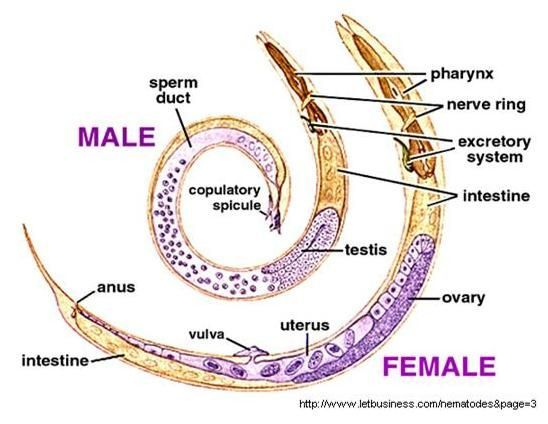 pharynx
sperm
duct
nerve ring
MALE
excretory
system
copulatory
spicule
intestine
testis
anus
ovary
vulva
uterus
intestine
FEMALE
http://www.letbusiness.com/nematodes&page=3